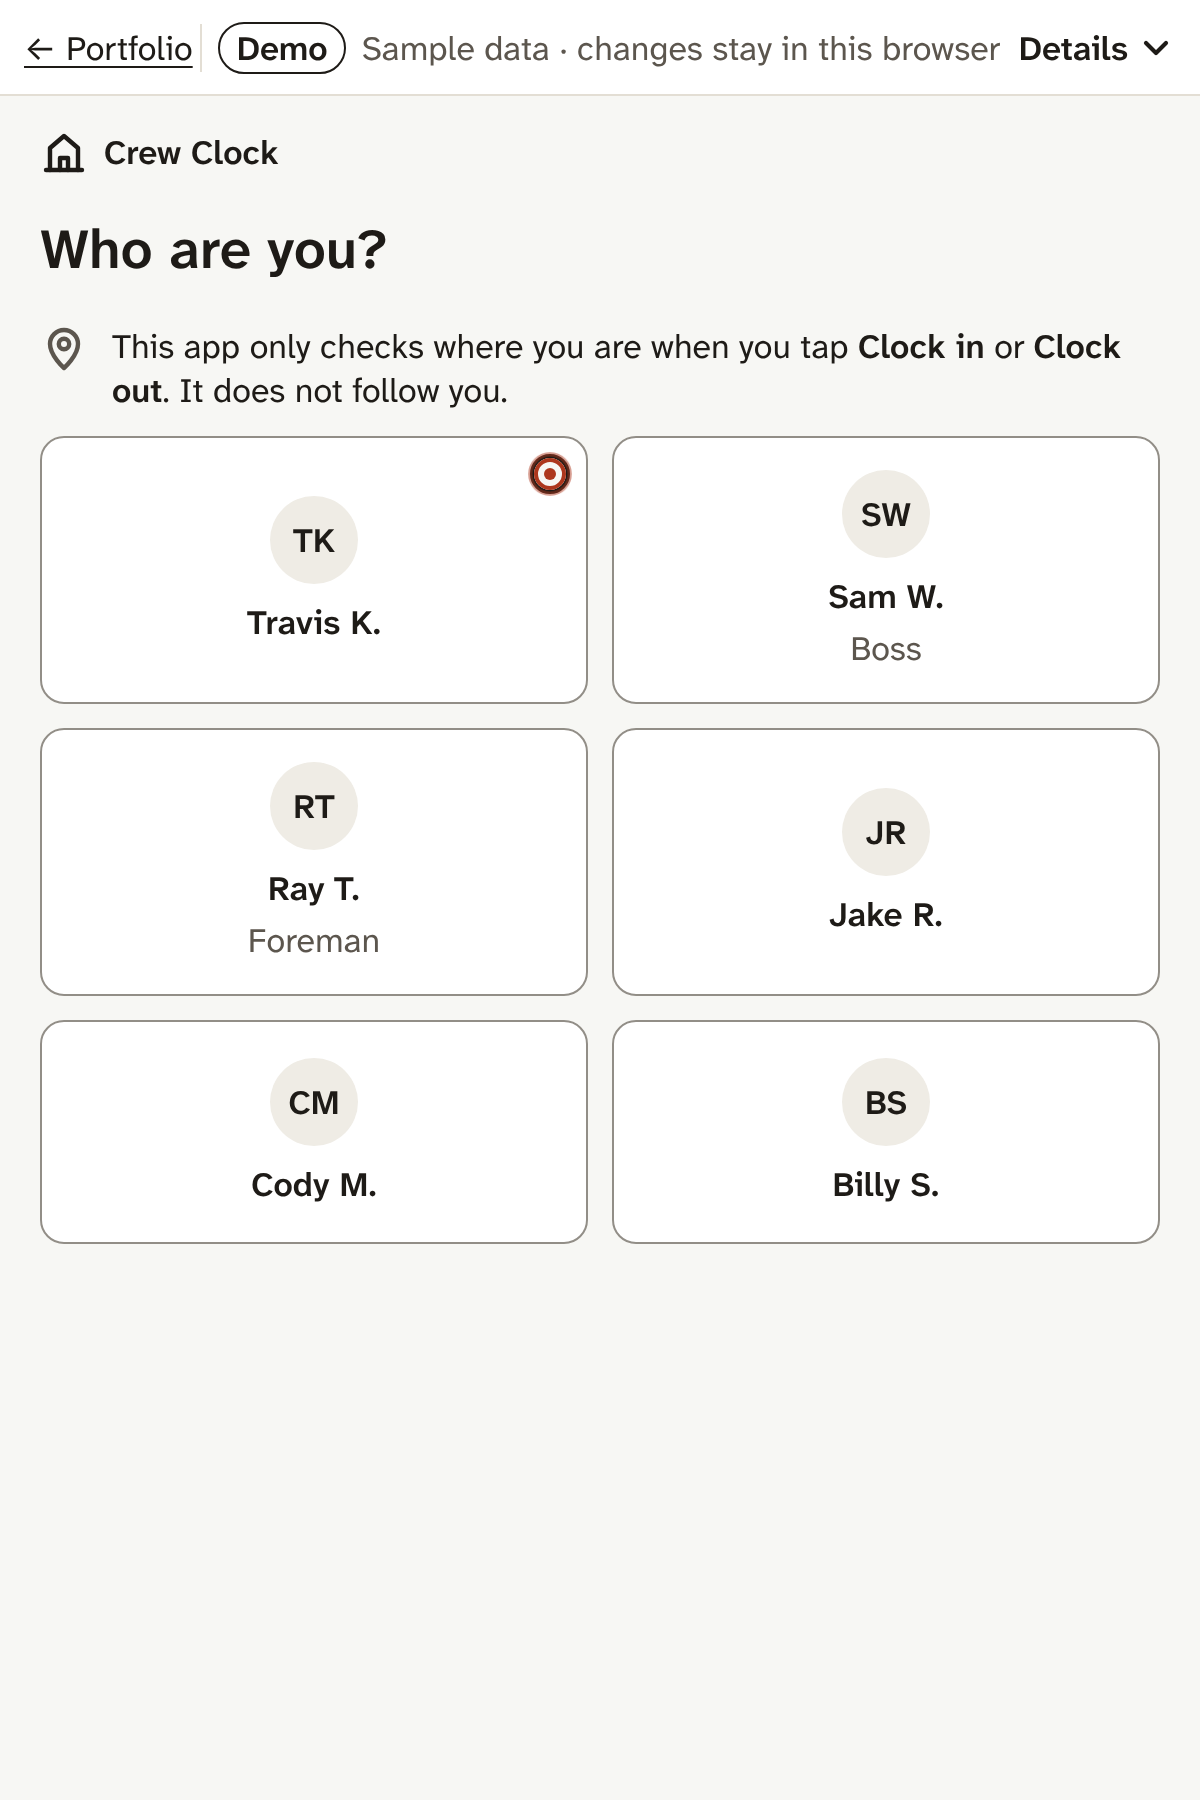 ← Portfolio
Demo
Sample data · changes stay in this browser
Details
Crew Clock
Who are you?
This app only checks where you are when you tap Clock in or Clock
out. It does not follow you.
TK
Travis K.
SW
Sam W.
Boss
RT
Ray T.
Foreman
JR
Jake R.
CM
Cody M.
BS
Billy S.